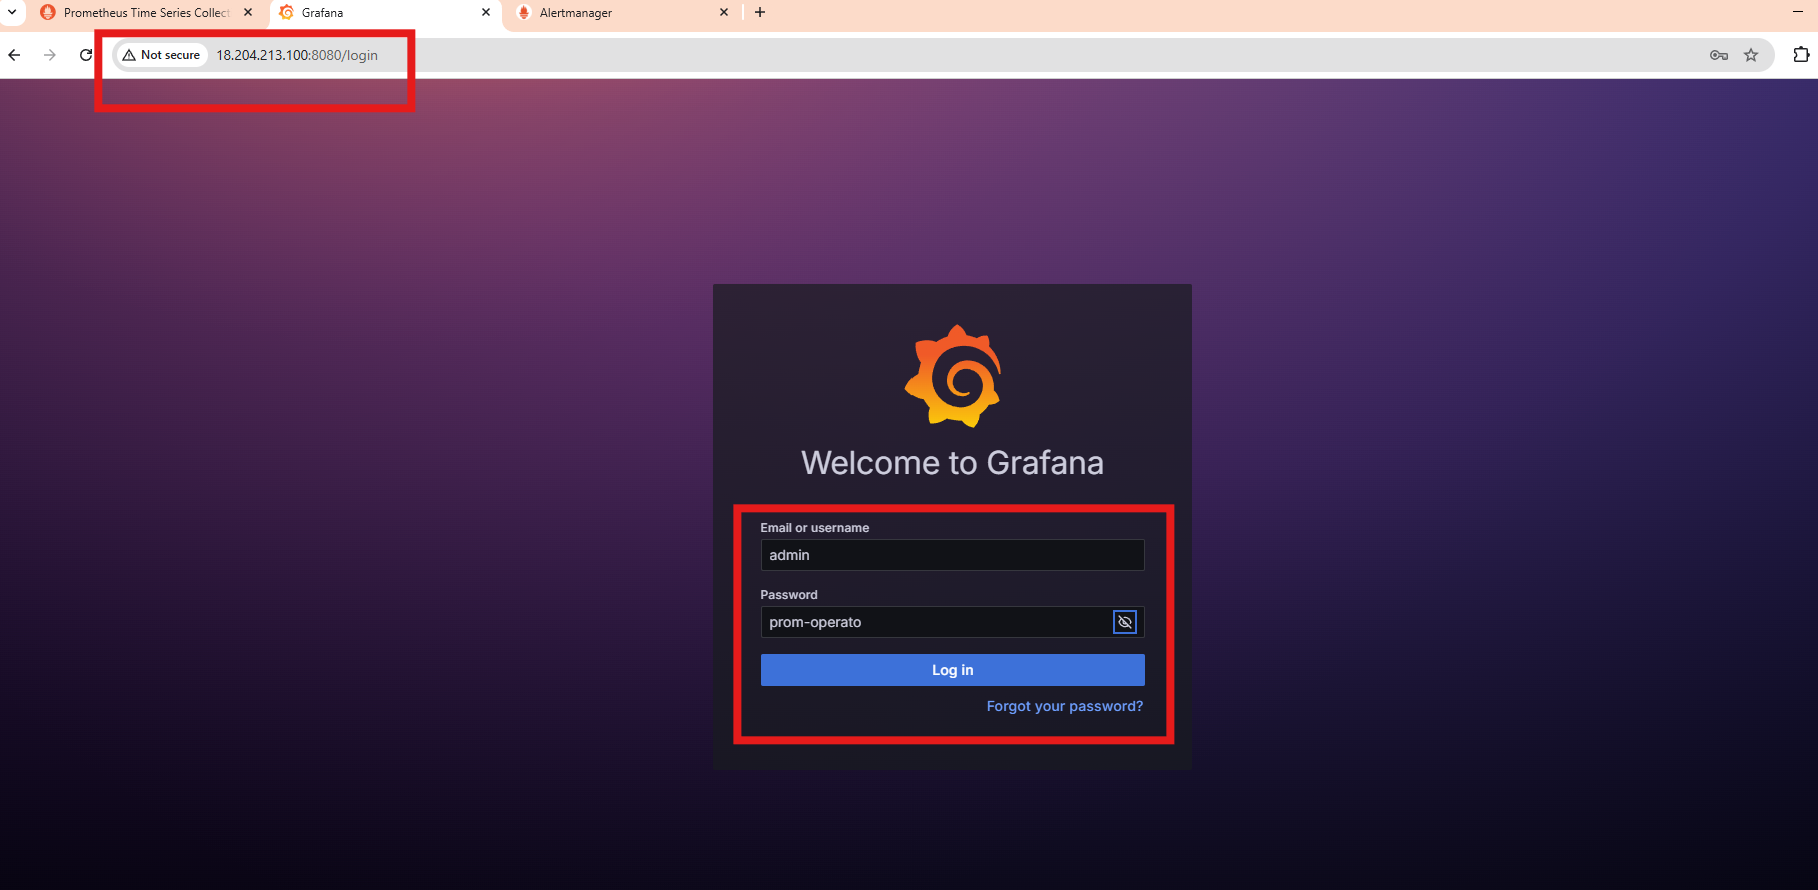 Prometheus Time Series Collect
Grafana
Alertmanager
Not secure
18.204.213.100:8080/login
Welcome to Grafana
Email or username
admin
Password
prom-operato
Log in
Forgot your password?